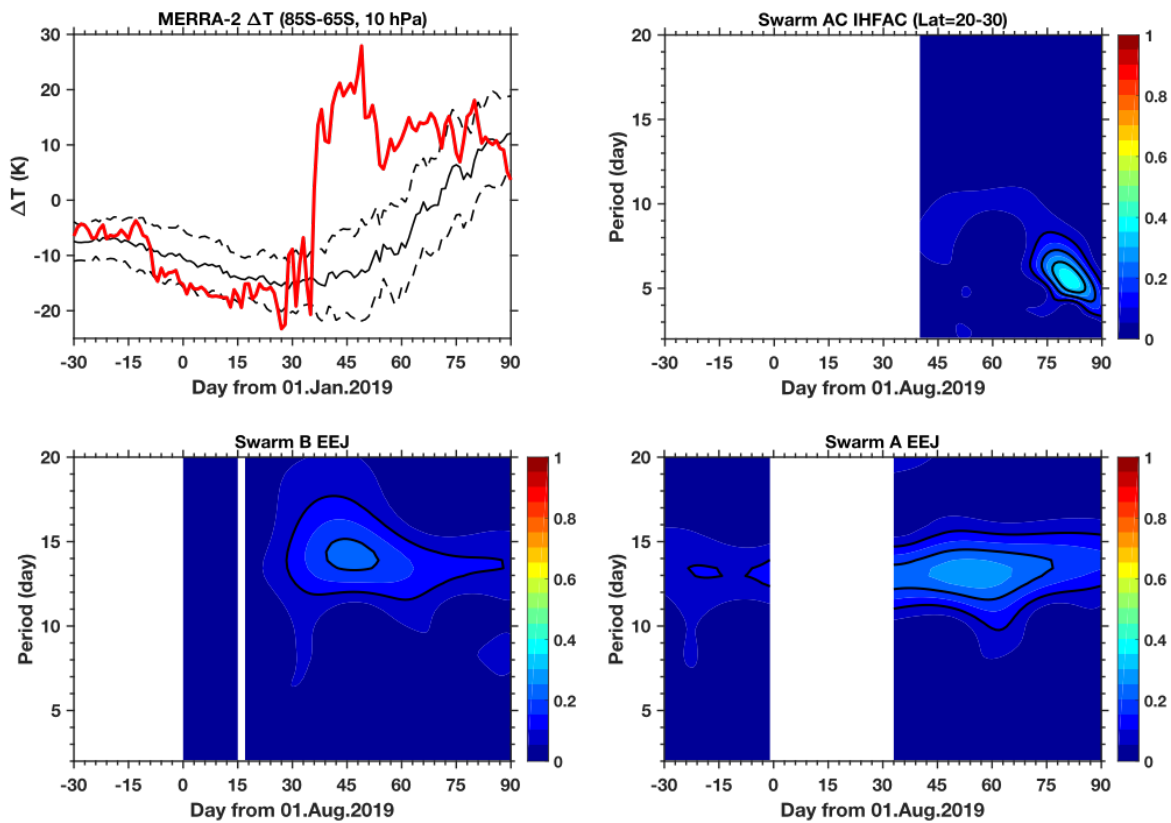 MERRA-2 ΔT (85S-65S, 10 hPa)
ΔT (K)
30
20
10
0
-10
-20
-30 -15 0 15 30 45 60 75 90
Day from 01.Jan.2019
Swarm AC IHFAC (Lat=20-30)
Period (day)
20
15
10
5
-30 -15 0 15 30 45 60 75 90
Day from 01.Aug.2019
1
0.8
0.6
0.4
0.2
0
Swarm B EEJ
Period (day)
20
15
10
5
-30 -15 0 15 30 45 60 75 90
Day from 01.Aug.2019
1
0.8
0.6
0.4
0.2
0
Swarm A EEJ
Period (day)
20
15
10
5
-30 -15 0 15 30 45 60 75 90
Day from 01.Aug.2019
1
0.8
0.6
0.4
0.2
0